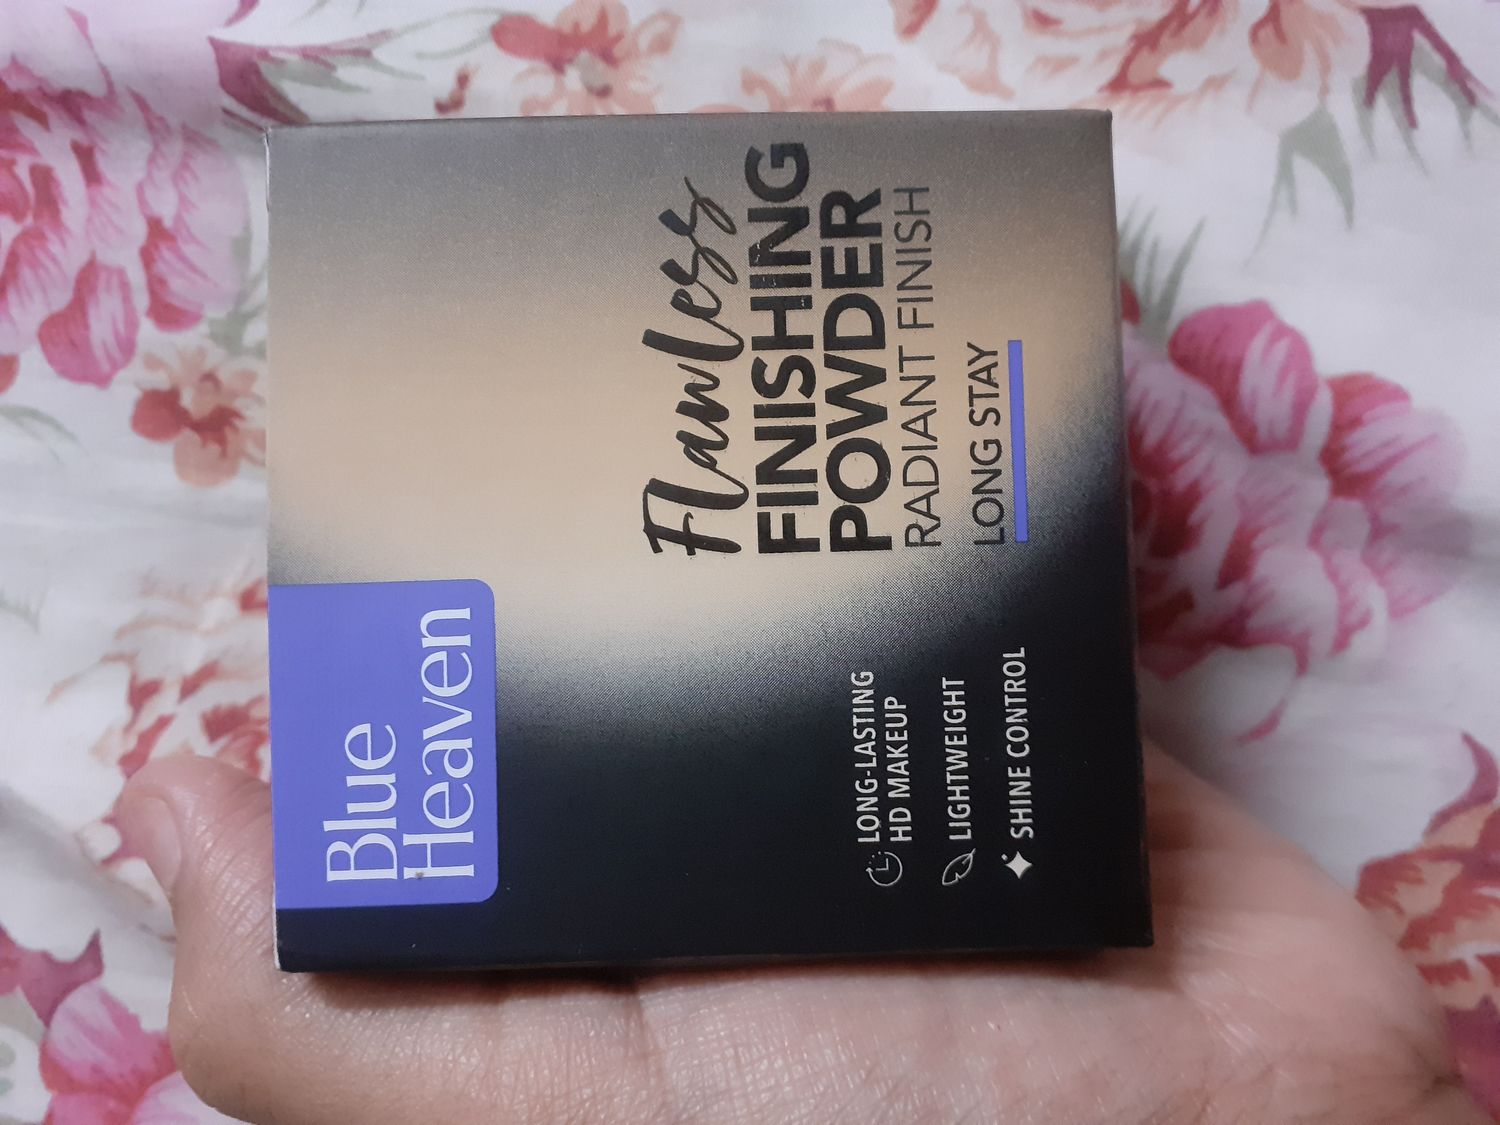 Blue
Heaven
Flawless
FINISHING
POWDER
RADIANT FINISH
LONG STAY
LONG-LASTING
HD MAKEUP
LIGHTWEIGHT
SHINE CONTROL